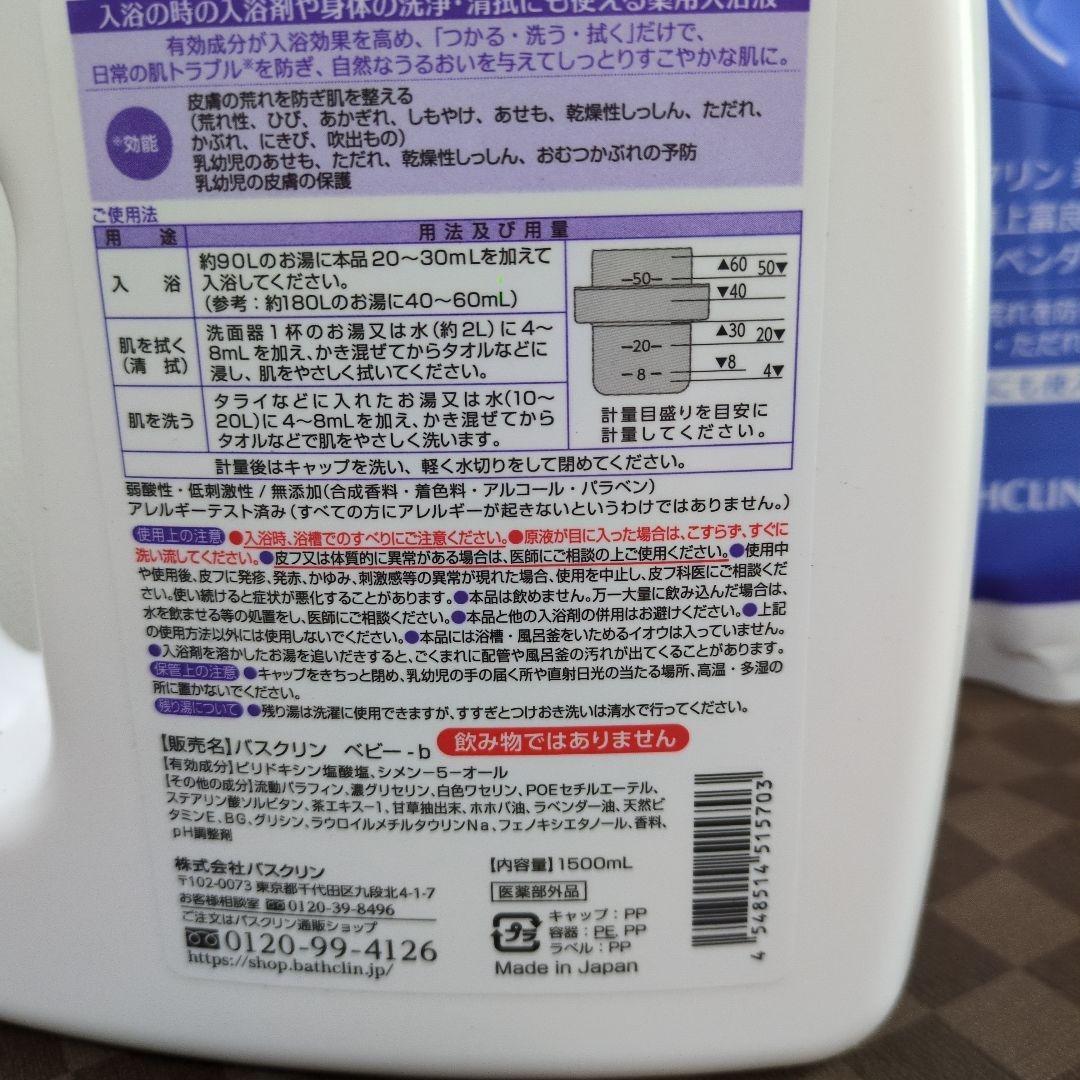 入浴の時の入浴剤や身体の洗浄・清拭にも使える薬用入浴液
有効成分が入浴効果を高め、「つかる・洗う・拭く」だけで、
日常の肌トラブル※を防ぎ、自然なうるおいを与えてしっとりすこやかな肌に。
※効能
皮膚の荒れを防ぎ肌を整える
(荒れ性、ひび、あかぎれ、しもやけ、あせも、乾燥性しっしん、ただれ、
かぶれ、にきび、吹出もの)
乳幼児のあせも、ただれ、乾燥性しっしん、おむつかぶれの予防
乳幼児の皮膚の保護
ご使用法
用 途 用法及び用量
入 浴
約90Lのお湯に本品20〜30mLを加えて
入浴してください。
(参考:約180Lのお湯に40〜60mL)
肌を拭く
(清 拭)
洗面器1杯のお湯又は水(約2L)に4〜
8mLを加え、かき混ぜてからタオルなどに
浸し、肌をやさしく拭いてください。
肌を洗う
タライなどに入れたお湯又は水(10〜
20L)に4〜8mLを加え、かき混ぜてから
タオルなどで肌をやさしく洗います。
—50— ▲60 50▼
▼40
—20— ▲30 20▼
—8— ▼8 4▼
計量目盛りを目安に
計量してください。
計量後はキャップを洗い、軽く水切りをして閉めてください。
弱酸性・低刺激性/無添加(合成香料・着色料・アルコール・パラベン)
アレルギーテスト済み(すべての方にアレルギーが起きないというわけではありません。)
使用上の注意 ●入浴時、浴槽でのすべりにご注意ください。●原液が目に入った場合は、こすらず、すぐに
洗い流してください。●皮フ又は体質的に異常がある場合は、医師にご相談の上ご使用ください。●使用中
や使用後、皮フに発疹、発赤、かゆみ、刺激感等の異常が現れた場合、使用を中止し、皮フ科医にご相談くだ
さい。使い続けると症状が悪化することがあります。●本品は飲めません。万一大量に飲み込んだ場合は、
水を飲ませる等の処置をし、医師にご相談ください。●本品と他の入浴剤の併用はお避けください。●上記
の使用方法以外には使用しないでください。●本品には浴槽・風呂釜をいためるイオウは入っていません。
●入浴剤を溶かしたお湯を追いだきすると、ごくまれに配管や風呂釜の汚れが出てくることがあります。
保管上の注意 ●キャップをきちっと閉め、乳幼児の手の届く所や直射日光の当たる場所、高温・多湿の
所に置かないでください。
残り湯について ●残り湯は洗濯に使用できますが、すすぎとつけおき洗いは清水で行ってください。
【販売名】バスクリン ベビー-b 飲み物ではありません
【有効成分】ピリドキシン塩酸塩、シメン-5-オール
【その他の成分】流動パラフィン、濃グリセリン、白色ワセリン、POEセチルエーテル、
ステアリン酸ソルビタン、茶エキス-1、甘草抽出末、ホホバ油、ラベンダー油、天然ビ
タミンE、BG、グリシン、ラウロイルメチルタウリンNa、フェノキシエタノール、香料、
pH調整剤
株式会社バスクリン
〒102-0073 東京都千代田区九段北4-1-7
お客様相談室 0120-39-8496
ご注文はバスクリン通販ショップ
0120-99-4126
https://shop.bathclin.jp/
【内容量】1500mL
医薬部外品
プラ
キャップ:PP
容器:PE, PP
ラベル:PP
Made in Japan
4 548514 515703
クリン
上富良
ベンダ
荒れを防
・ただれ
にも使
HCLIN